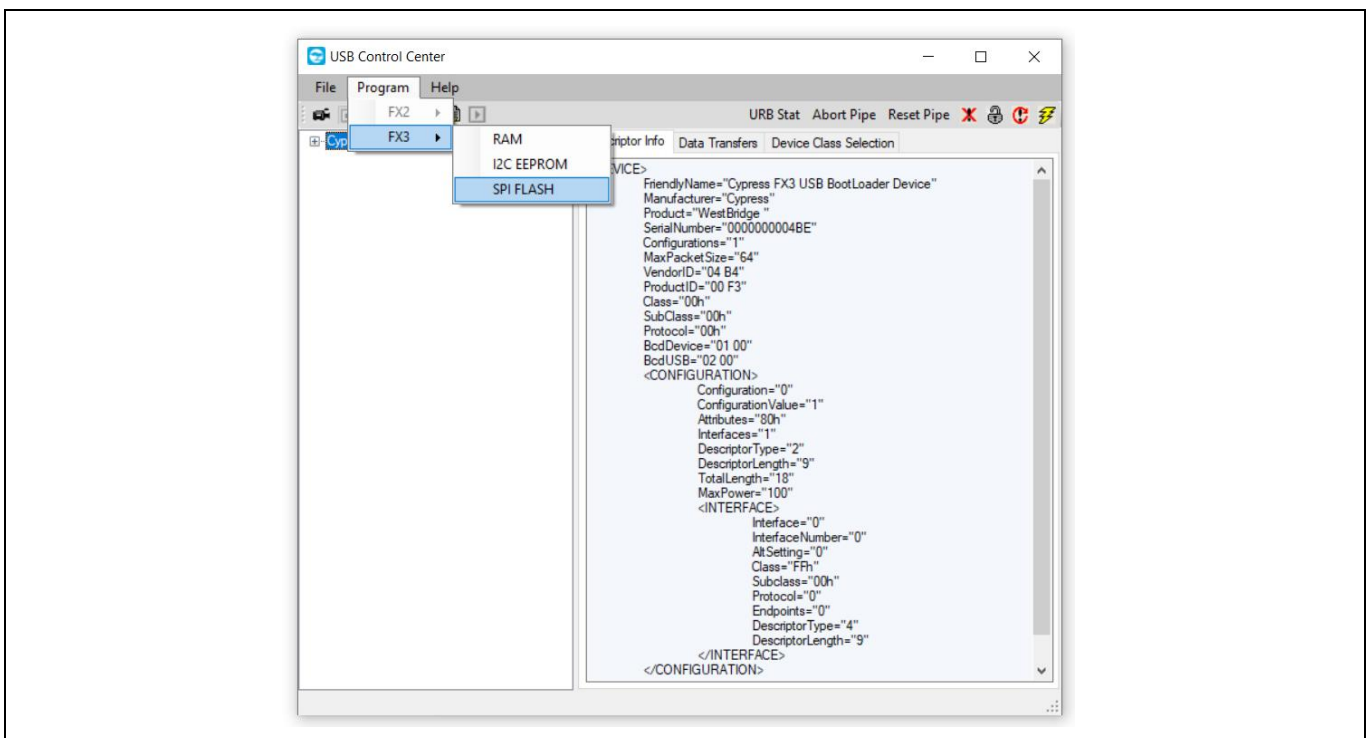 USB Control Center
File Program Help
FX2
URB Stat Abort Pipe Reset Pipe
FX3
RAM
I2C EEPROM
SPI FLASH
Data Transfers Device Class Selection
FriendlyName="Cypress FX3 USB BootLoader Device"
Manufacturer="Cypress"
Product="WestBridge "
SerialNumber="0000000004BE"
Configurations="1"
MaxPacketSize="64"
VendorID="04 B4"
ProductID="00 F3"
Class="00h"
SubClass="00h"
Protocol="00h"
BcdDevice="01 00"
BcdUSB="02 00"
<CONFIGURATION>
Configuration="0"
ConfigurationValue="1"
Attributes="80h"
Interfaces="1"
DescriptorType="2"
DescriptorLength="9"
TotalLength="18"
MaxPower="100"
<INTERFACE>
Interface="0"
InterfaceNumber="0"
AltSetting="0"
Class="FFh"
Subclass="00h"
Protocol="0"
Endpoints="0"
DescriptorType="4"
DescriptorLength="9"
</INTERFACE>
</CONFIGURATION>